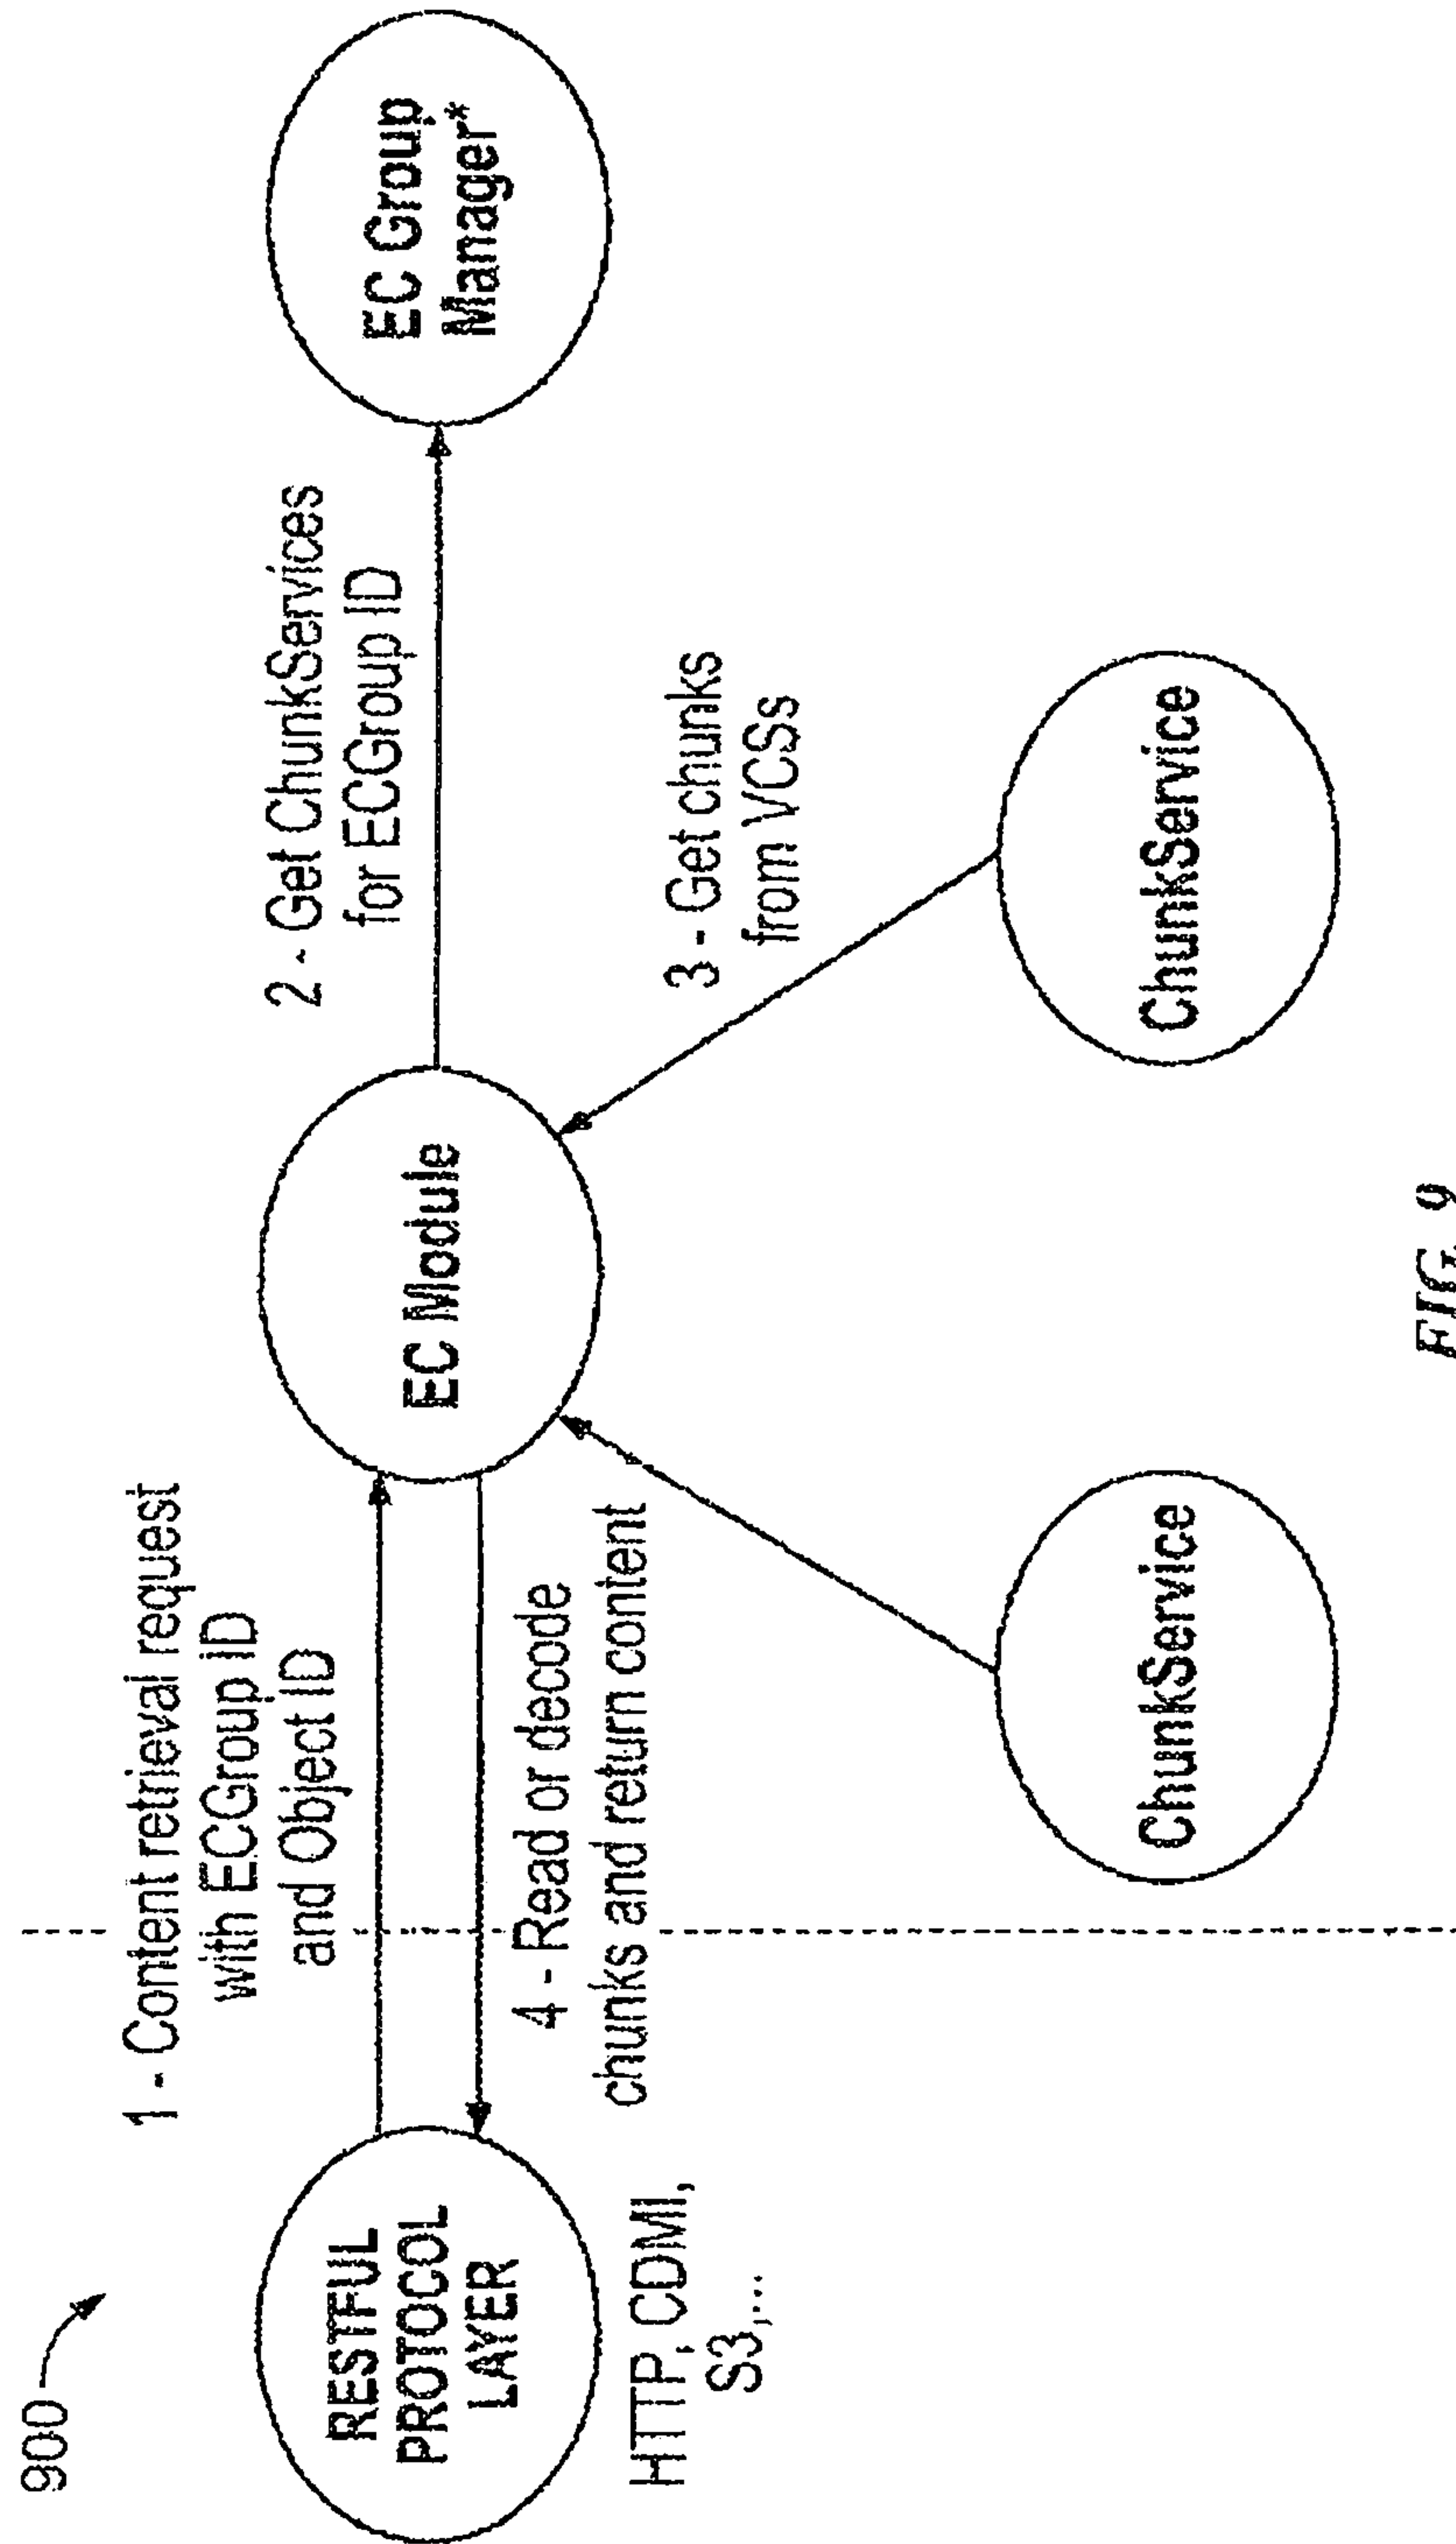 900
1 - Content retrieval request
with ECGroup ID
and Object ID
2 - Get ChunkServices
for ECGroup ID
RESTFUL
PROTOCOL
LAYER
HTTP, CDMI,
S3,...
EC Module
EC Group
Manager*
4 - Read or decode
chunks and return content
3 - Get chunks
from VCSs
ChunkService
ChunkService
FIG. 9